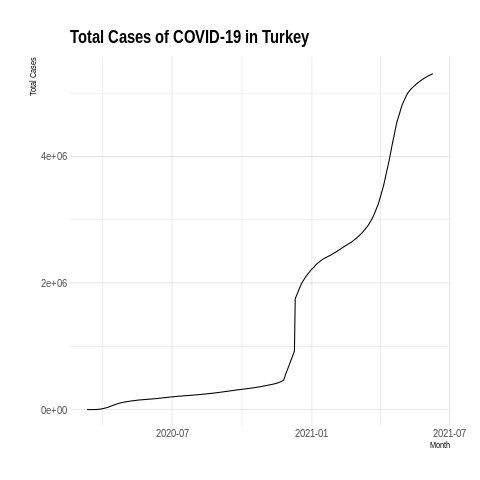 Total Cases of COVID-19 in Turkey
Total Cases
4e+06
2e+06
0e+00
2020-07
2021-01
2021-07
Month